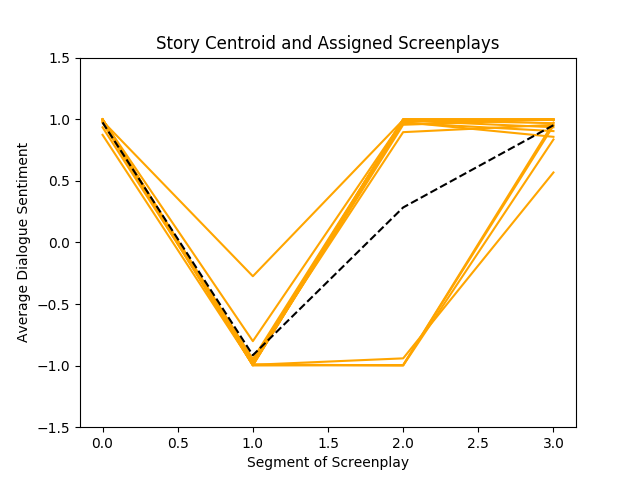 Story Centroid and Assigned Screenplays
1.5
1.0
0.5
0.0
−0.5
−1.0
−1.5
Average Dialogue Sentiment
0.0 0.5 1.0 1.5 2.0 2.5 3.0
Segment of Screenplay